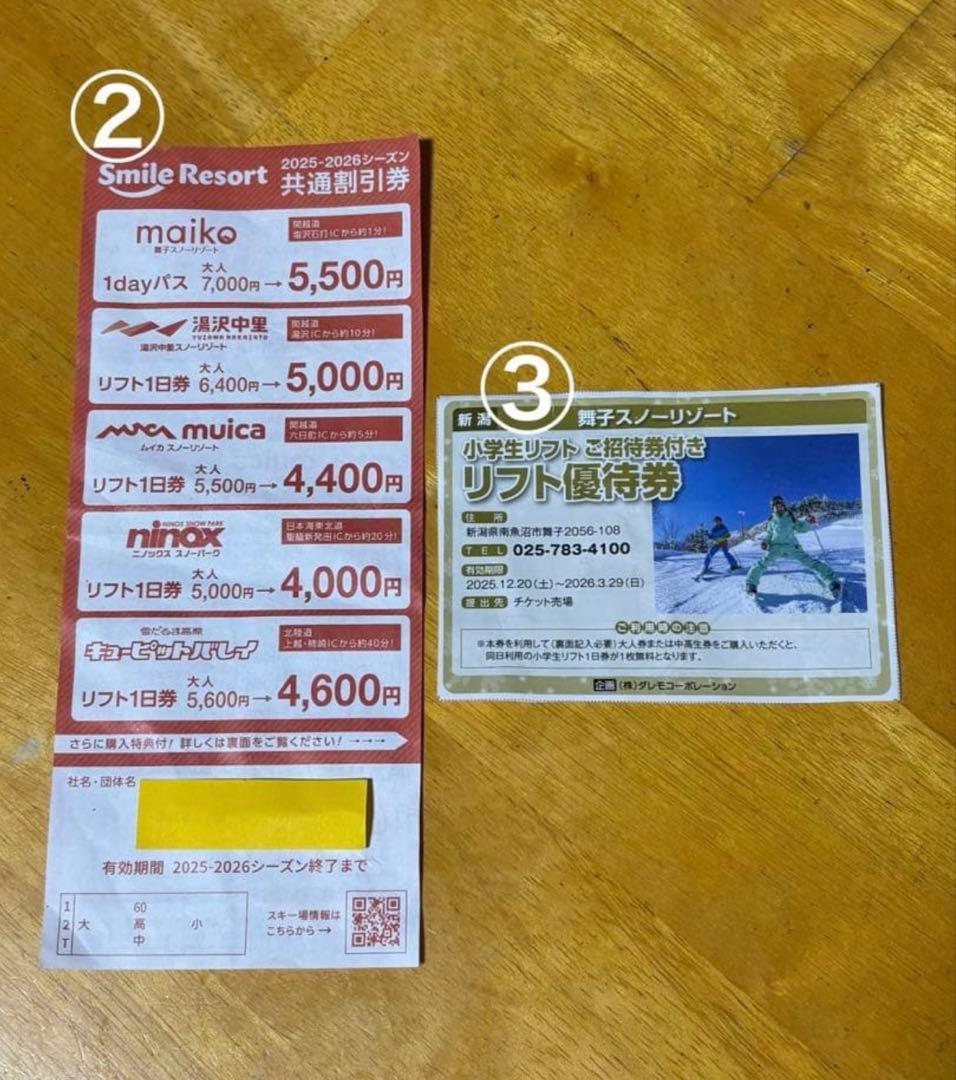 ②
Smile Resort 2025-2026シーズン
共通割引券
maiko
舞子スノーリゾート
関越道
塩沢石打ICから約1分!
1dayパス 大人 7,000円→5,500円
湯沢中里
YUZAWA NAKAZATO
湯沢中里スノーリゾート
関越道
湯沢ICから約10分!
リフト1日券 大人 6,400円→5,000円
muica
ムイカ スノーリゾート
関越道
六日町ICから約5分!
リフト1日券 大人 5,500円→4,400円
NINOX SNOW PARK
ninox
ニノックス スノーパーク
日本海東北道
聖籠新発田ICから約20分!
リフト1日券 大人 5,000円→4,000円
雪だるま高原
キューピットバレイ
北陸道
上越・柿崎ICから約40分!
リフト1日券 大人 5,600円→4,600円
さらに購入特典付!詳しくは裏面をご覧ください!→→→
社名・団体名
有効期間 2025-2026シーズン終了まで
1
2
T
大
60
高
中
小
スキー場情報は
こちらから→
③
新潟 舞子スノーリゾート
小学生リフト ご招待券付き
リフト優待券
住所
新潟県南魚沼市舞子2056-108
TEL 025-783-4100
有効期限
2025.12.20(土)~2026.3.29(日)
提出先 チケット売場
ご利用時の注意
※本券を利用して(裏面記入必要)大人券または中高生券をご購入いただくと、
同日利用の小学生リフト1日券が1枚無料となります。
企画 (株)ダレモコーポレーション